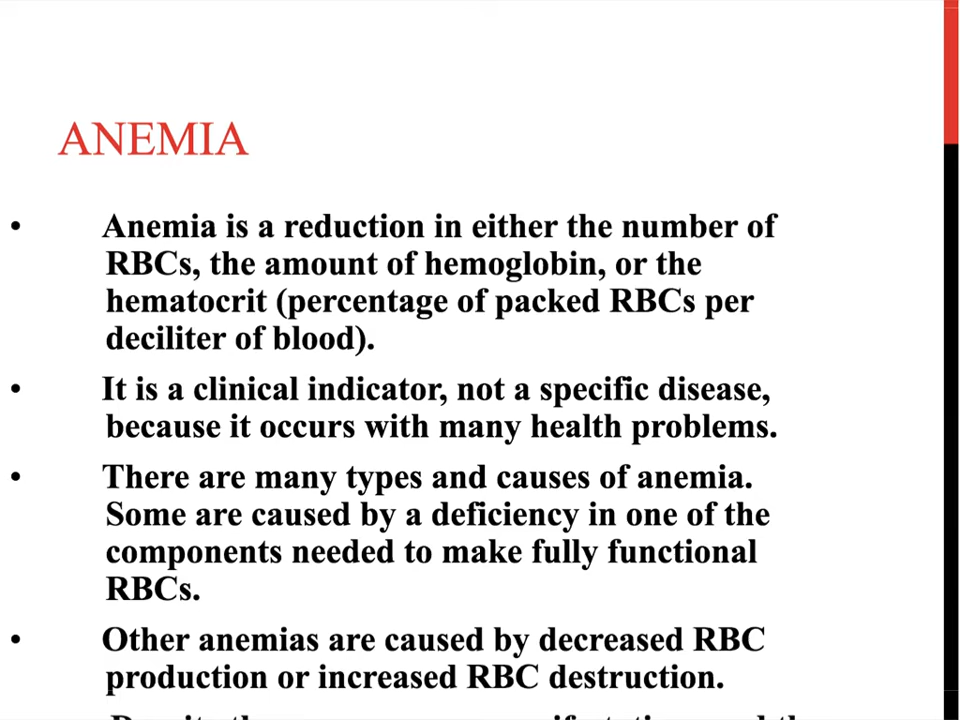 ANEMIA
• Anemia is a reduction in either the number of
RBCs, the amount of hemoglobin, or the
hematocrit (percentage of packed RBCs per
deciliter of blood).
• It is a clinical indicator, not a specific disease,
because it occurs with many health problems.
• There are many types and causes of anemia.
Some are caused by a deficiency in one of the
components needed to make fully functional
RBCs.
• Other anemias are caused by decreased RBC
production or increased RBC destruction.